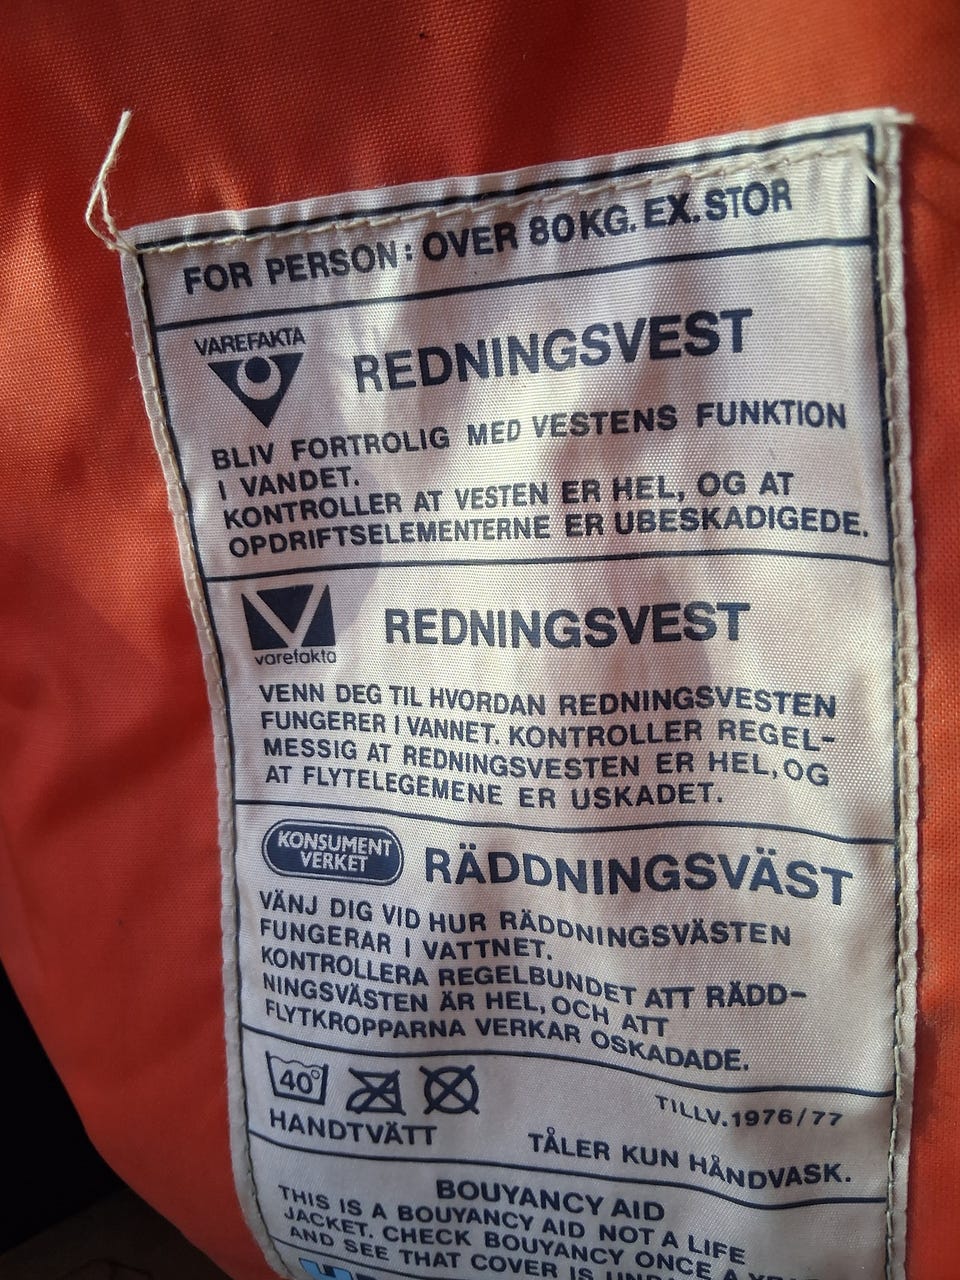 FOR PERSON: OVER 80KG. EX. STOR
VAREFAKTA
REDNINGSVEST
BLIV FORTROLIG MED VESTENS FUNKTION
I VANDET.
KONTROLLER AT VESTEN ER HEL, OG AT
OPDRIFTSELEMENTERNE ER UBESKADIGEDE.
varefakta
REDNINGSVEST
VENN DEG TIL HVORDAN REDNINGSVESTEN
FUNGERER I VANNET. KONTROLLER REGEL-
MESSIG AT REDNINGSVESTEN ER HEL, OG
AT FLYTELEGEMENE ER USKADET.
KONSUMENT
VERKET
RÄDDNINGSVÄST
VÄNJ DIG VID HUR RÄDDNINGSVÄSTEN
FUNGERAR I VATTNET.
KONTROLLERA REGELBUNDET ATT RÄDD-
NINGSVÄSTEN ÄR HEL, OCH ATT
FLYTKROPPARNA VERKAR OSKADADE.
40°
TILLV. 1976/77
HANDTVÄTT
TÅLER KUN HÅNDVASK.
BOUYANCY AID
THIS IS A BOUYANCY AID NOT A LIFE
JACKET. CHECK BOUYANCY ONCE A
AND SEE THAT COVER IS